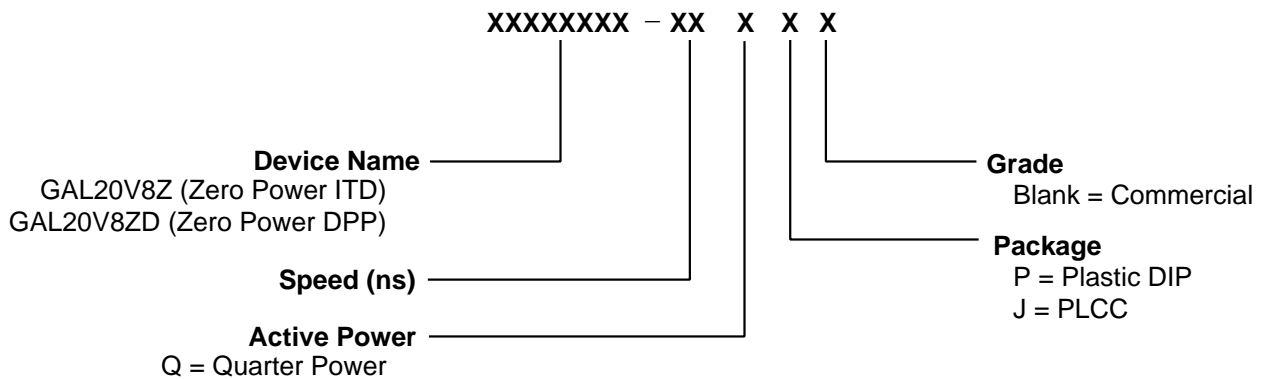 XXXXXXXX – XX X X X
Device Name
GAL20V8Z (Zero Power ITD)
GAL20V8ZD (Zero Power DPP)
Speed (ns)
Active Power
Q = Quarter Power
Grade
Blank = Commercial
Package
P = Plastic DIP
J = PLCC